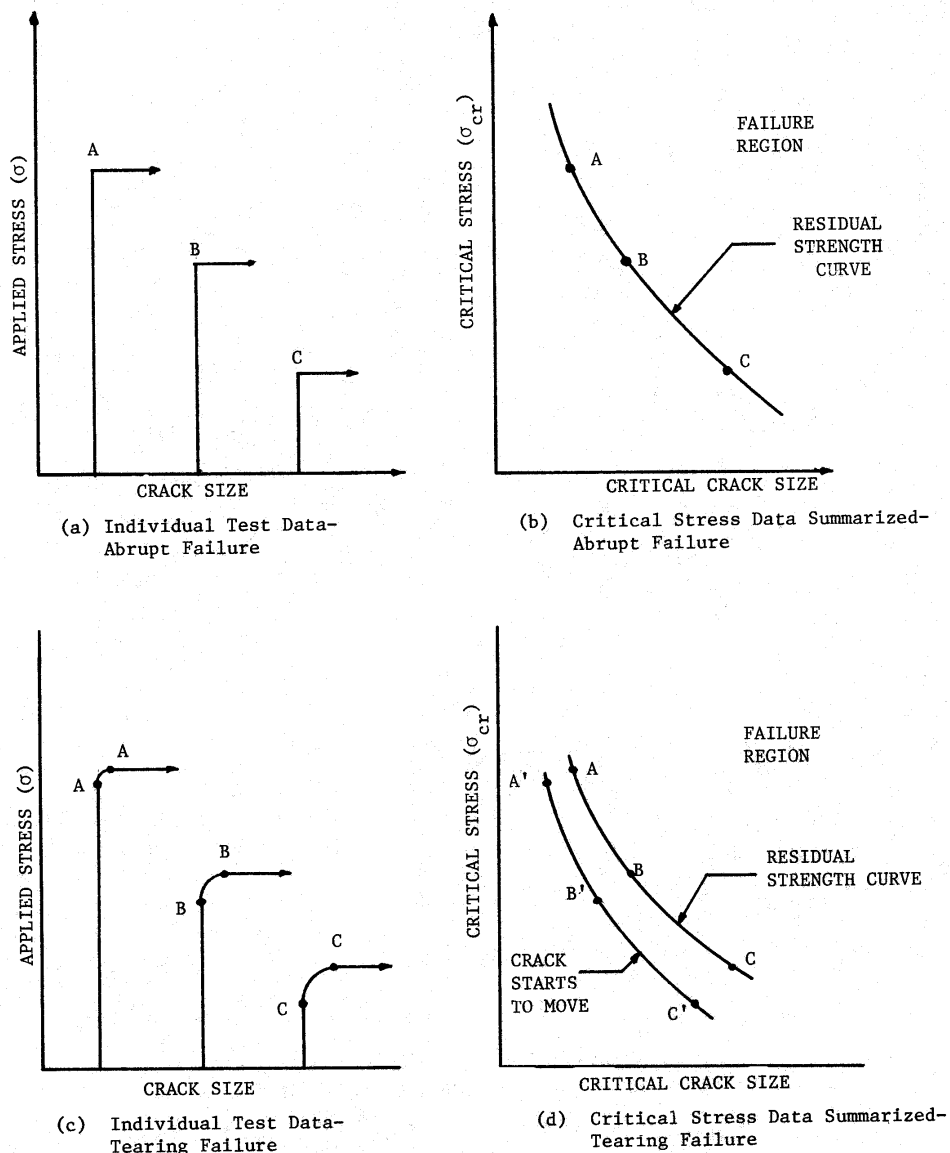 APPLIED STRESS (σ)
A
B
C
CRACK SIZE
(a) Individual Test Data-
Abrupt Failure
CRITICAL STRESS (σcr)
FAILURE
REGION
A
RESIDUAL
STRENGTH
CURVE
B
C
CRITICAL CRACK SIZE
(b) Critical Stress Data Summarized-
Abrupt Failure
APPLIED STRESS (σ)
A
A
B
B
C
C
CRACK SIZE
(c) Individual Test Data-
Tearing Failure
CRITICAL STRESS (σcr)
FAILURE
REGION
A'
A
RESIDUAL
STRENGTH CURVE
B
B'
CRACK
STARTS
TO MOVE
C
C'
CRITICAL CRACK SIZE
(d) Critical Stress Data Summarized-
Tearing Failure